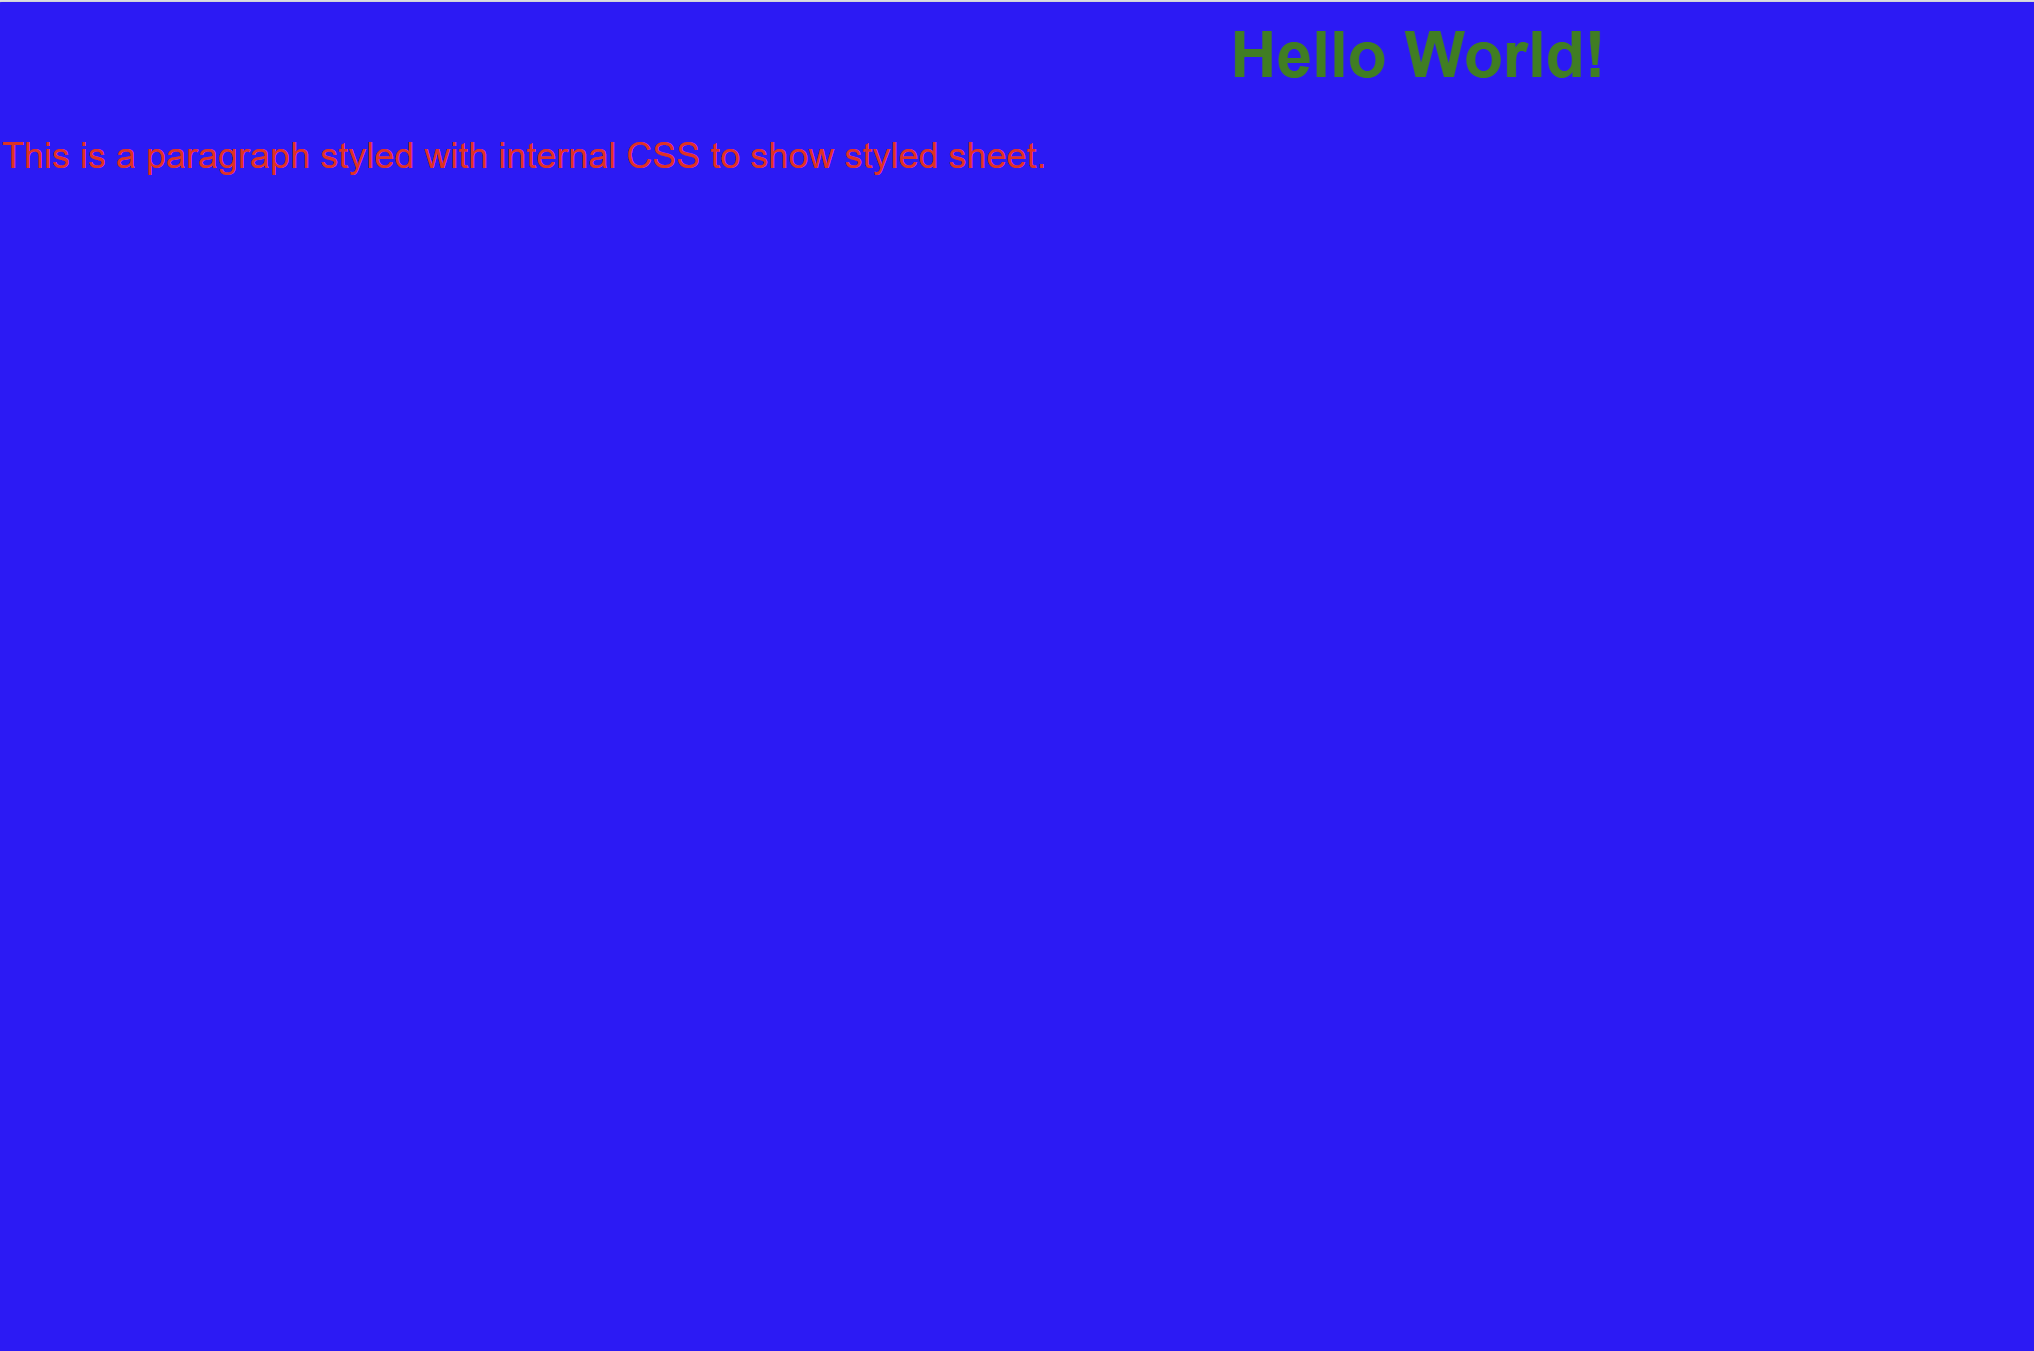 Hello World!
This is a paragraph styled with internal CSS to show styled sheet.